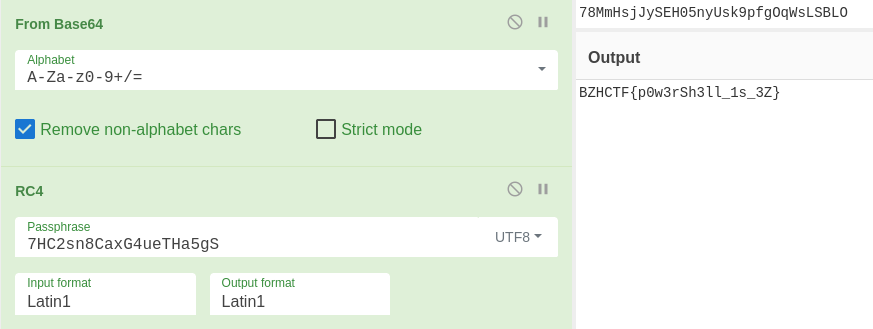 From Base64
Alphabet
A-Za-z0-9+/=
Remove non-alphabet chars
Strict mode
RC4
Passphrase
7HC2sn8CaxG4ueTHa5gS
UTF8
Input format
Latin1
Output format
Latin1
78MmHsjJySEH05nyUsk9pfgOqWsLSBLO
Output
BZHCTF{p0w3rSh3ll_1s_3Z}